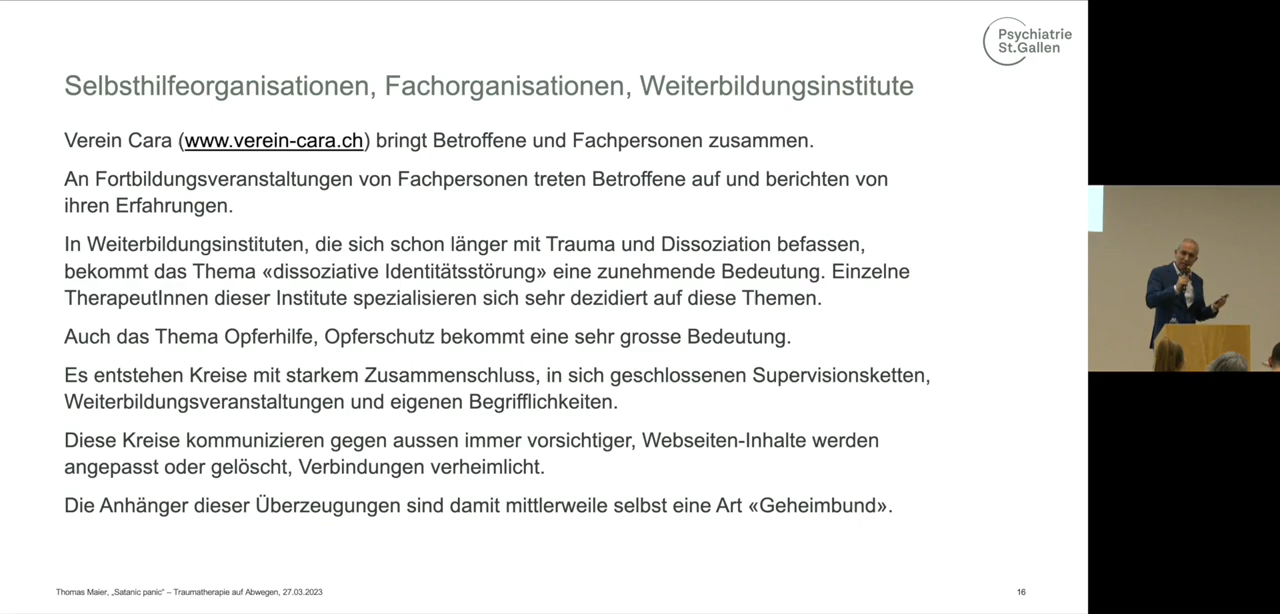 Psychiatrie
St.Gallen
Selbsthilfeorganisationen, Fachorganisationen, Weiterbildungsinstitute
Verein Cara (www.verein-cara.ch) bringt Betroffene und Fachpersonen zusammen.
An Fortbildungsveranstaltungen von Fachpersonen treten Betroffene auf und berichten von
ihren Erfahrungen.
In Weiterbildungsinstituten, die sich schon länger mit Trauma und Dissoziation befassen,
bekommt das Thema «dissoziative Identitätsstörung» eine zunehmende Bedeutung. Einzelne
TherapeutInnen dieser Institute spezialisieren sich sehr dezidiert auf diese Themen.
Auch das Thema Opferhilfe, Opferschutz bekommt eine sehr grosse Bedeutung.
Es entstehen Kreise mit starkem Zusammenschluss, in sich geschlossenen Supervisionsketten,
Weiterbildungsveranstaltungen und eigenen Begrifflichkeiten.
Diese Kreise kommunizieren gegen aussen immer vorsichtiger, Webseiten-Inhalte werden
angepasst oder gelöscht, Verbindungen verheimlicht.
Die Anhänger dieser Überzeugungen sind damit mittlerweile selbst eine Art «Geheimbund».
Thomas Maier, „Satanic panic“ – Traumatherapie auf Abwegen, 27.03.2023
16